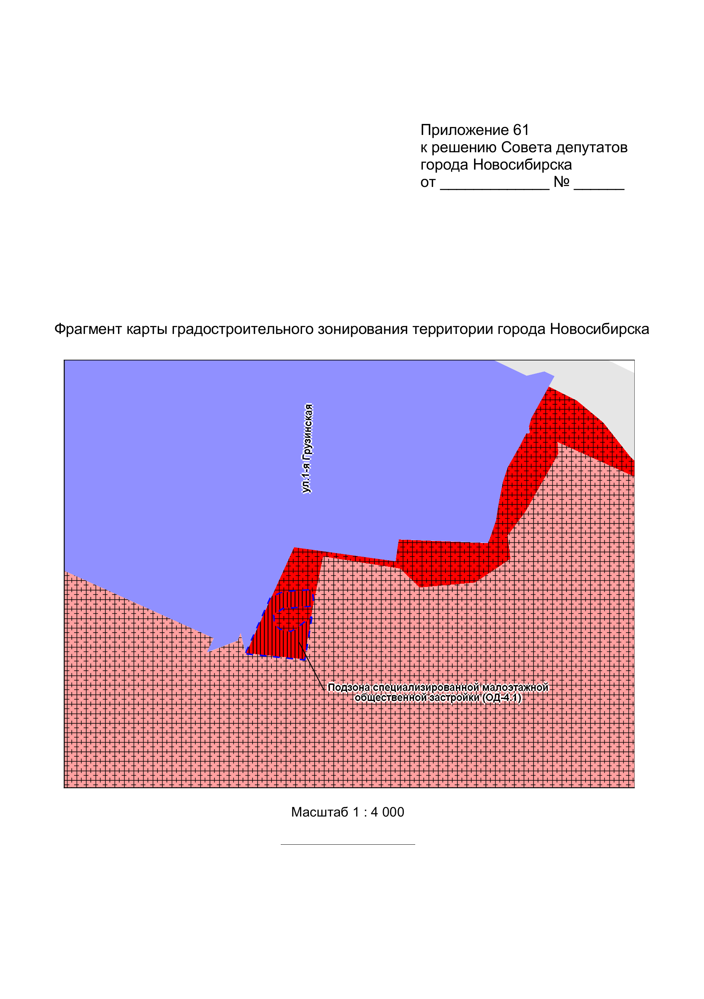 Приложение 61
к решению Совета депутатов
города Новосибирска
от _____________ № ______
Фрагмент карты градостроительного зонирования территории города Новосибирска
ул.1-я Грузинская
Подзона специализированной малоэтажной
общественной застройки (ОД-4.1)
Масштаб 1 : 4 000